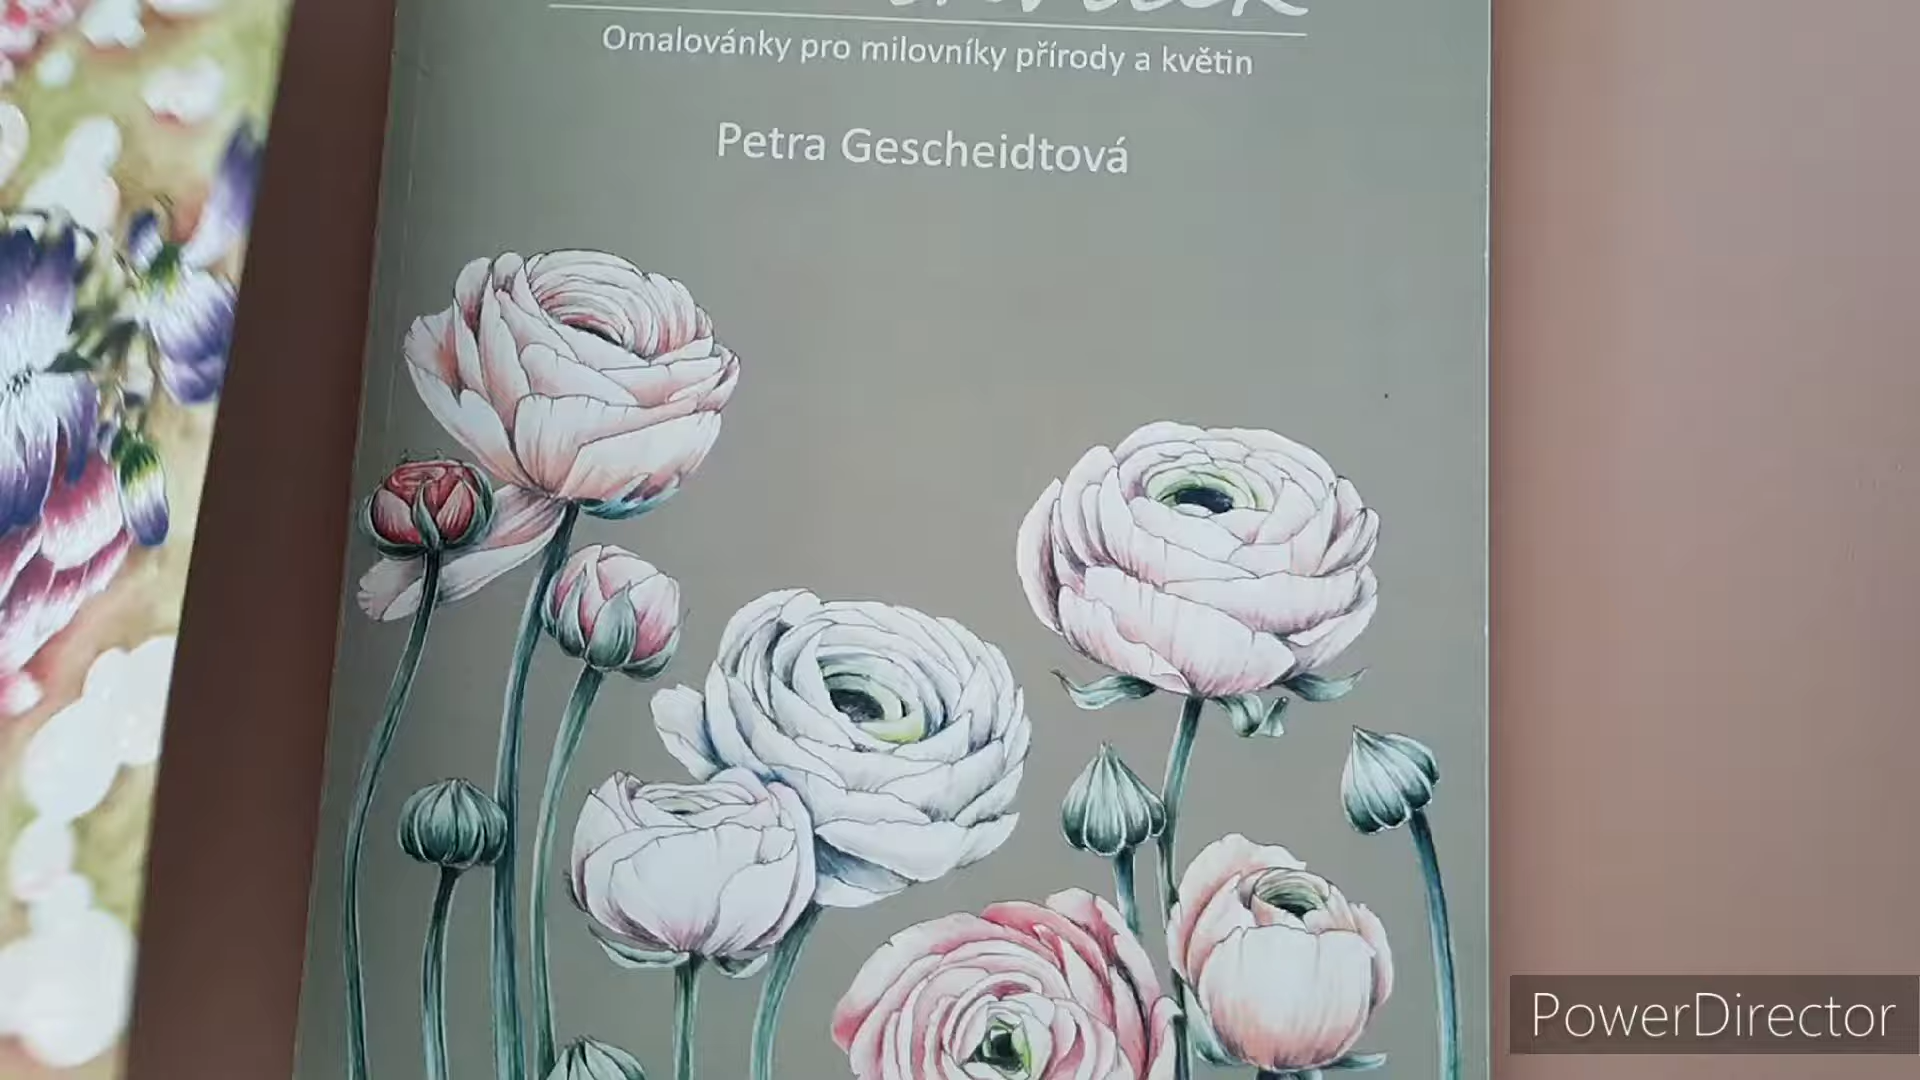 Omalovánky pro milovníky přírody a květin
Petra Gescheidtová
PowerDirector